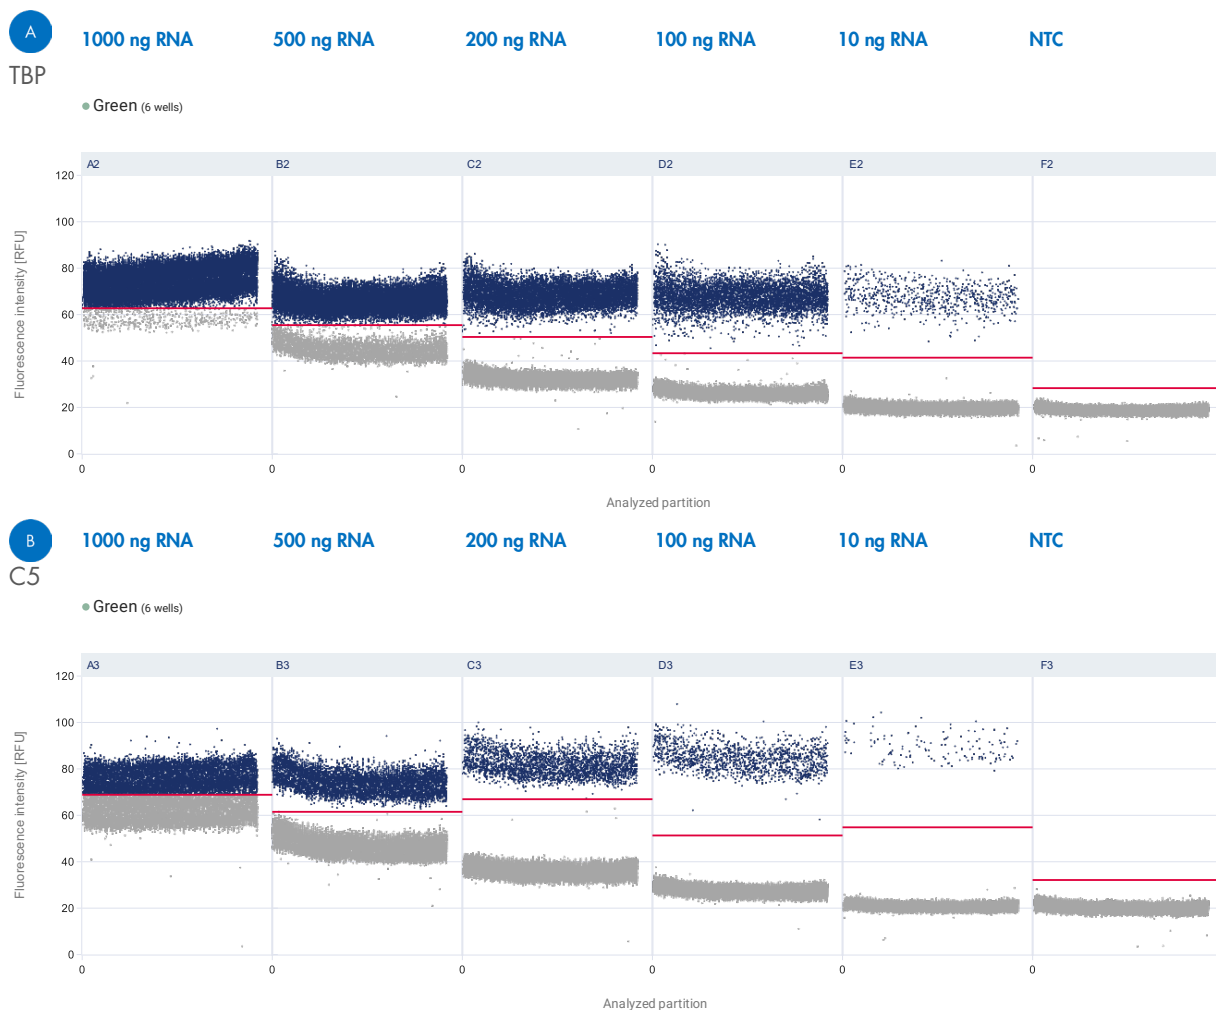 A
1000 ng RNA 500 ng RNA 200 ng RNA 100 ng RNA 10 ng RNA NTC
TBP
Green (6 wells)
A2 B2 C2 D2 E2 F2
120
100
80
60
40
20
0
Fluorescence intensity [RFU]
0 0 0 0 0 0
Analyzed partition
B
1000 ng RNA 500 ng RNA 200 ng RNA 100 ng RNA 10 ng RNA NTC
C5
Green (6 wells)
A3 B3 C3 D3 E3 F3
120
100
80
60
40
20
0
Fluorescence intensity [RFU]
0 0 0 0 0 0
Analyzed partition